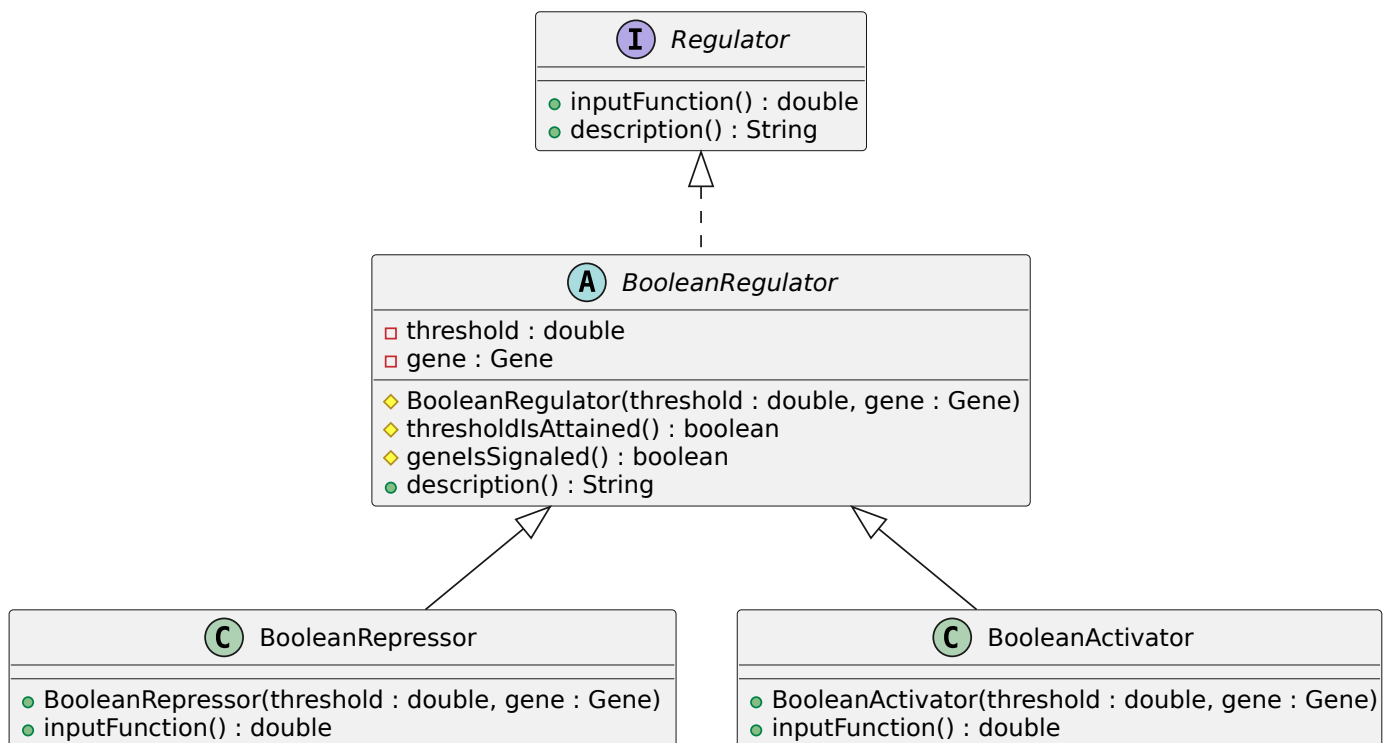 I Regulator
inputFunction() : double
description() : String
A BooleanRegulator
threshold : double
gene : Gene
BooleanRegulator(threshold : double, gene : Gene)
thresholdIsAttained() : boolean
geneIsSignaled() : boolean
description() : String
C BooleanRepressor
BooleanRepressor(threshold : double, gene : Gene)
inputFunction() : double
C BooleanActivator
BooleanActivator(threshold : double, gene : Gene)
inputFunction() : double